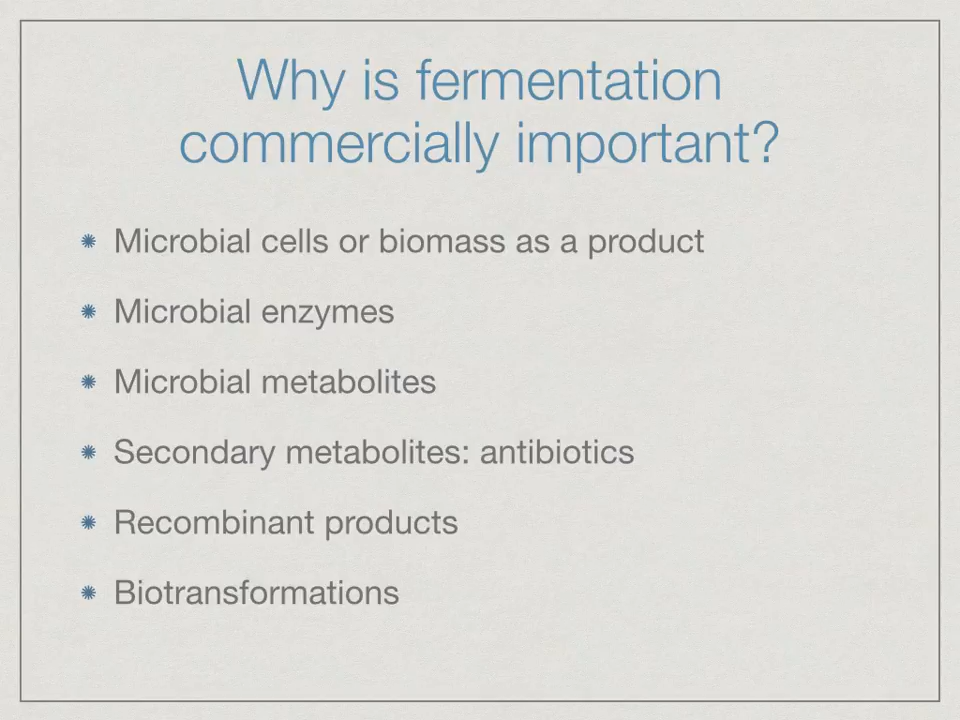 Why is fermentation
commercially important?
Microbial cells or biomass as a product
Microbial enzymes
Microbial metabolites
Secondary metabolites: antibiotics
Recombinant products
Biotransformations